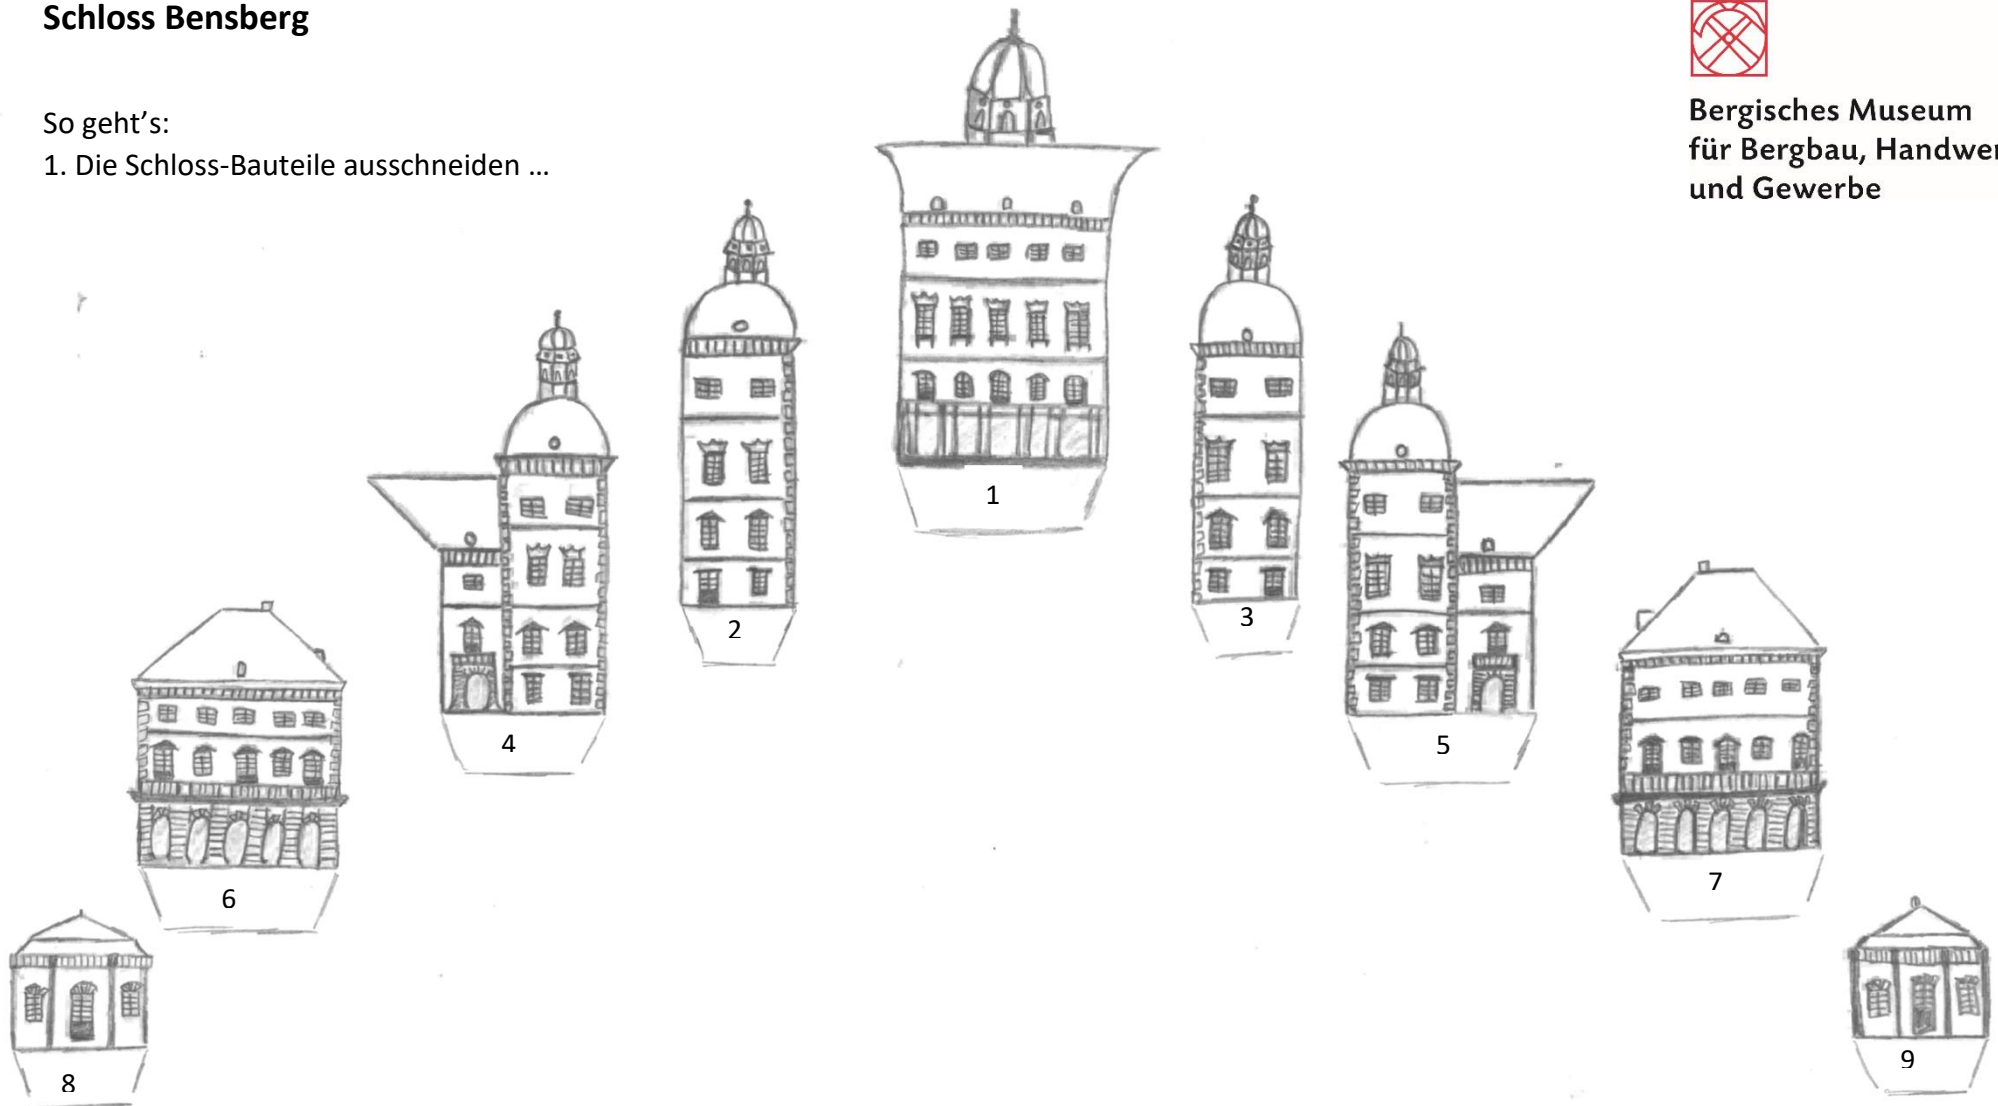 Schloss Bensberg
So geht's:
1. Die Schloss-Bauteile ausschneiden ...
Bergisches Museum
für Bergbau, Handwer
und Gewerbe
1
2
3
4
5
6
7
8
9